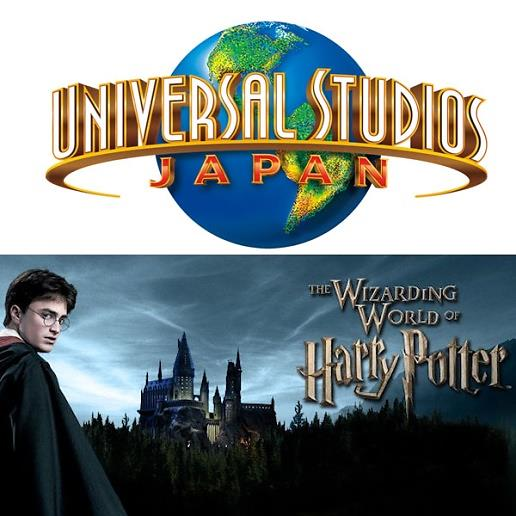 UNIVERSAL STUDIOS
JAPAN
THE WIZARDING
WORLD OF
Harry Potter